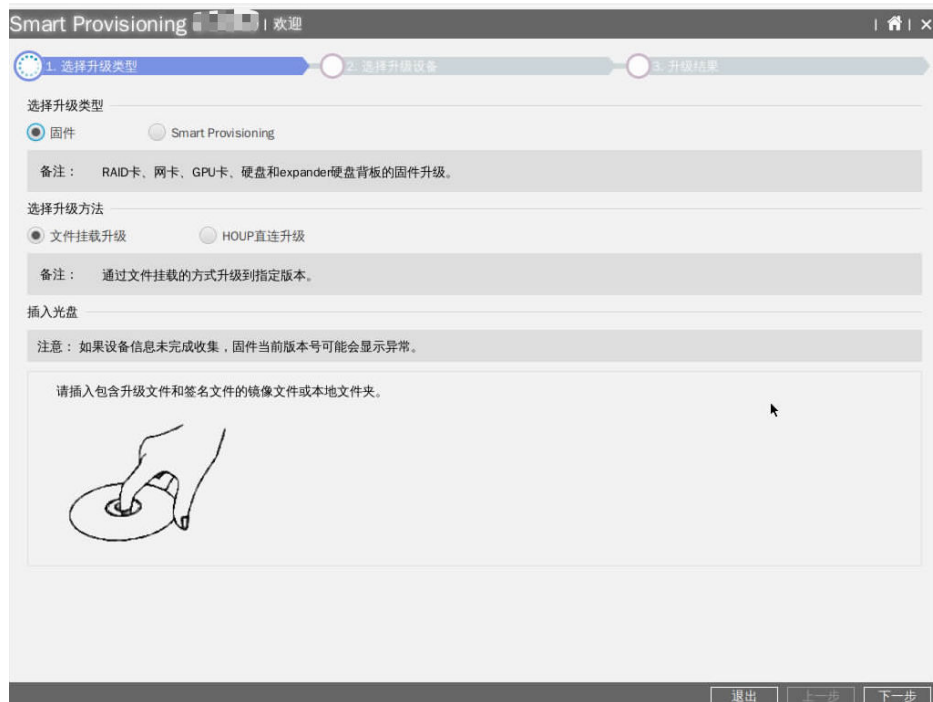 Smart Provisioning | 欢迎
1. 选择升级类型
2. 选择升级设备
3. 升级结果
选择升级类型
固件 Smart Provisioning
备注： RAID卡、网卡、GPU卡、硬盘和expander硬盘背板的固件升级。
选择升级方法
文件挂载升级 HOUP直连升级
备注： 通过文件挂载的方式升级到指定版本。
插入光盘
注意： 如果设备信息未完成收集，固件当前版本号可能会显示异常。
请插入包含升级文件和签名文件的镜像文件或本地文件夹。
退出 上一步 下一步